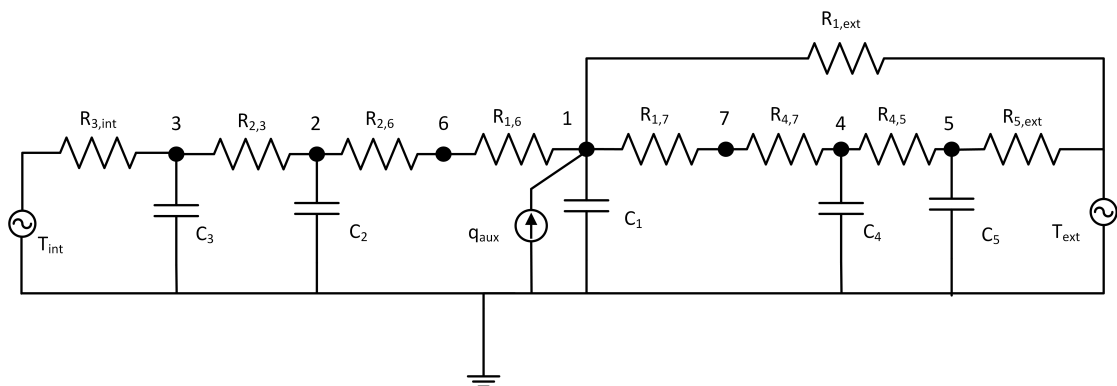 R1,ext
R3,int
3
R2,3
2
R2,6
6
R1,6
1
R1,7
7
R4,7
4
R4,5
5
R5,ext
Tint
C3
C2
qaux
C1
C4
C5
Text